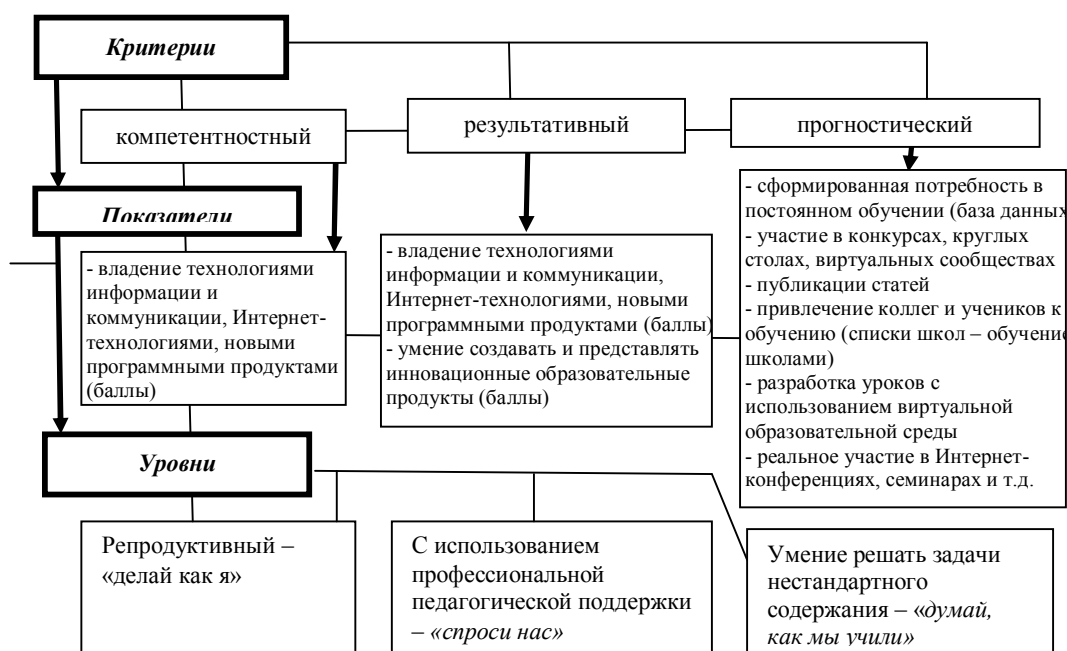 Критерии
компетентностный
результативный
прогностический
Показатели
- владение технологиями
информации и
коммуникации, Интернет-
технологиями, новыми
программными продуктами
(баллы)
- владение технологиями
информации и коммуникации,
Интернет-технологиями, новыми
программными продуктами (баллы)
- умение создавать и представлять
инновационные образовательные
продукты (баллы)
- сформированная потребность в
постоянном обучении (база данных
- участие в конкурсах, круглых
столах, виртуальных сообществах
- публикации статей
- привлечение коллег и учеников к
обучению (списки школ – обучение
школами)
- разработка уроков с
использованием виртуальной
образовательной среды
- реальное участие в Интернет-
конференциях, семинарах и т.д.
Уровни
Репродуктивный –
«делай как я»
С использованием
профессиональной
педагогической поддержки
– «спроси нас»
Умение решать задачи
нестандартного
содержания – «думай,
как мы учили»